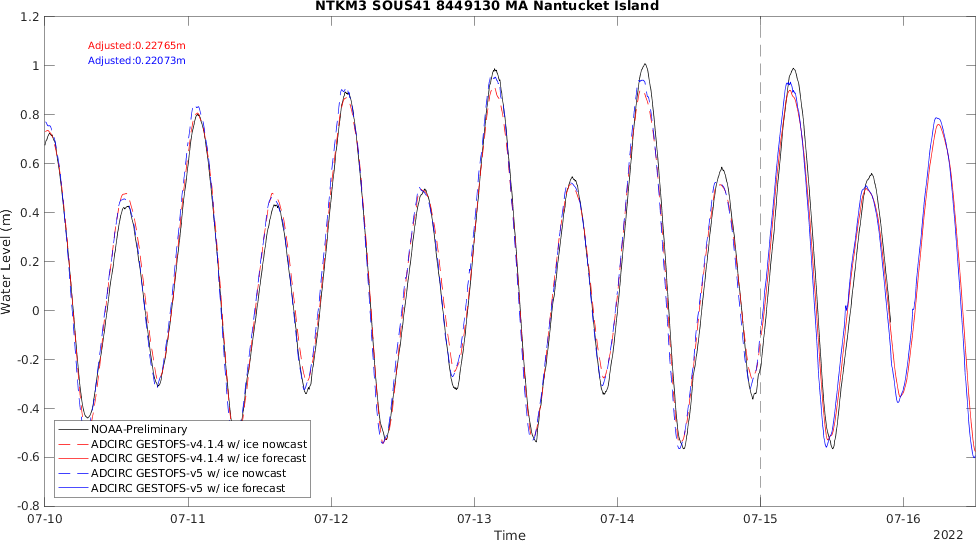 NTKM3 SOUS41 8449130 MA Nantucket Island
Adjusted:0.22765m
Adjusted:0.22073m
1.2
1
0.8
0.6
0.4
0.2
0
-0.2
-0.4
-0.6
-0.8
Water Level (m)
NOAA-Preliminary
ADCIRC GESTOFS-v4.1.4 w/ ice nowcast
ADCIRC GESTOFS-v4.1.4 w/ ice forecast
ADCIRC GESTOFS-v5 w/ ice nowcast
ADCIRC GESTOFS-v5 w/ ice forecast
07-10 07-11 07-12 07-13 07-14 07-15 07-16
Time
2022